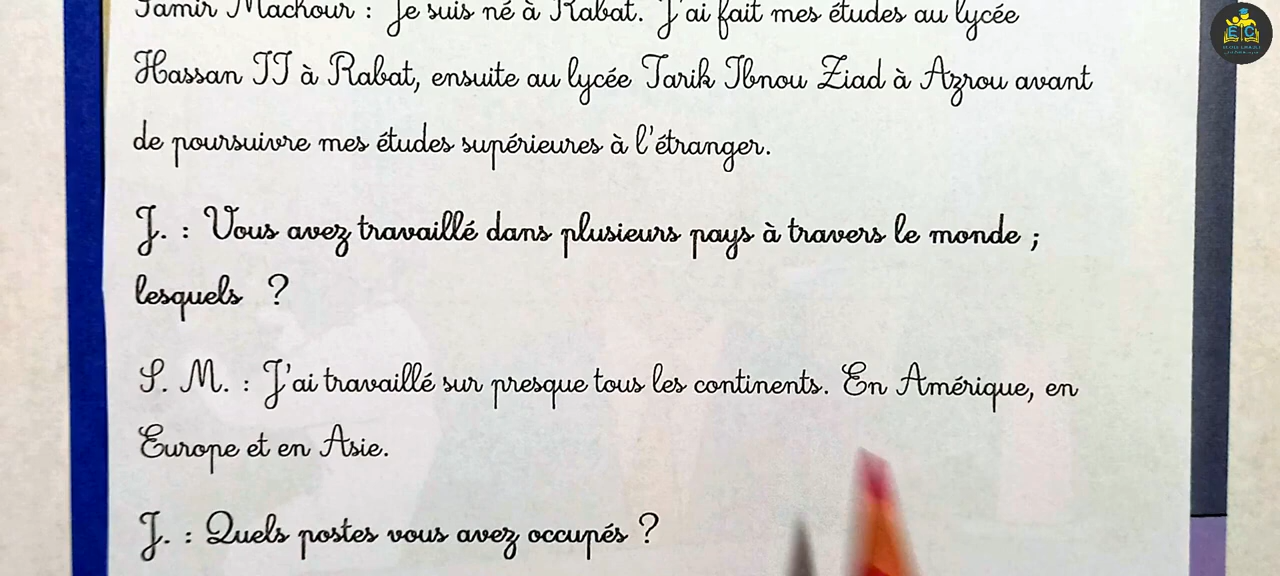 Samir Machour : Je suis né à Rabat. J'ai fait mes études au lycée
Hassan II à Rabat, ensuite au lycée Tarik Ibnou Ziad à Azrou avant
de poursuivre mes études supérieures à l'étranger.
J. : Vous avez travaillé dans plusieurs pays à travers le monde ;
lesquels ?
S. M. : J'ai travaillé sur presque tous les continents. En Amérique, en
Europe et en Asie.
J. : Quels postes vous avez occupés ?
E C